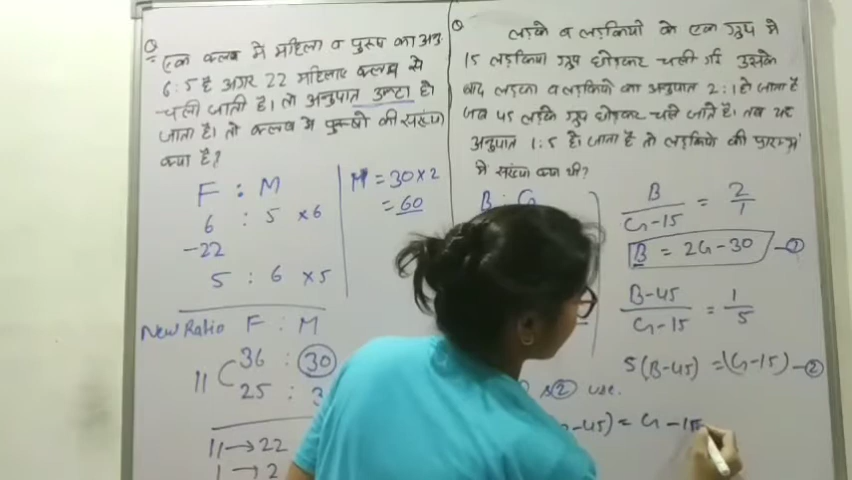 Q
एक क्लब में महिला व पुरुष का अनु.
6:5 है अगर 22 महिलाए क्लब से
चली जाती है। तो अनुपात उल्टा हो
जाता है। तो क्लब में पुरुषो की संख्या
क्या है?
F : M
6 : 5 ×6
-22
5 : 6 ×5
New Ratio F : M
36 : 30
11
25 : 3
11 → 22
1 → 2
M = 30×2
= 60
Q
लड़के व लड़कियो के एक ग्रुप मे
15 लड़किया ग्रुप छोड़कर चली गई उसके
बाद लड़का व लड़कियो का अनुपात 2:1 हो जाता है
जब 45 लड़के ग्रुप छोड़कर चले जाते है। तब यह
अनुपात 1:5 हो जाता है तो लड़कियो की प्रारम्भ
मे संख्या क्या थी?
B : G
B/G-15 = 2/1
B = 2G-30 -①
B-45/G-15 = 1/5
5(B-45) = (G-15) -②
② use.
-45) = G -15